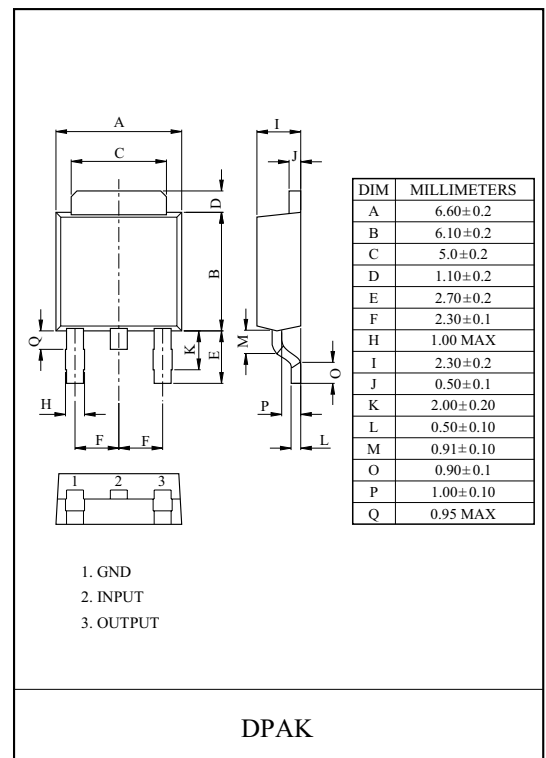 A
C
D
B
Q
K
E
H
F F
I
J
M
O
P
L
1 2 3
1. GND
2. INPUT
3. OUTPUT
DIM MILLIMETERS
A 6.60±0.2
B 6.10±0.2
C 5.0±0.2
D 1.10±0.2
E 2.70±0.2
F 2.30±0.1
H 1.00 MAX
I 2.30±0.2
J 0.50±0.1
K 2.00±0.20
L 0.50±0.10
M 0.91±0.10
O 0.90±0.1
P 1.00±0.10
Q 0.95 MAX
DPAK